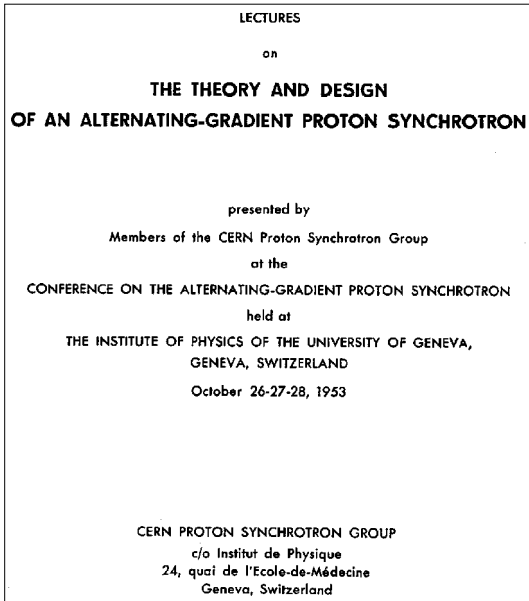 LECTURES
on
THE THEORY AND DESIGN
OF AN ALTERNATING-GRADIENT PROTON SYNCHROTRON
presented by
Members of the CERN Proton Synchratron Group
at the
CONFERENCE ON THE ALTERNATING-GRADIENT PROTON SYNCHROTRON
held at
THE INSTITUTE OF PHYSICS OF THE UNIVERSITY OF GENEVA,
GENEVA, SWITZERLAND
October 26-27-28, 1953
CERN PROTON SYNCHROTRON GROUP
c/o Institut de Physique
24, quai de l'Ecole-de-Médecine
Geneva, Switzerland